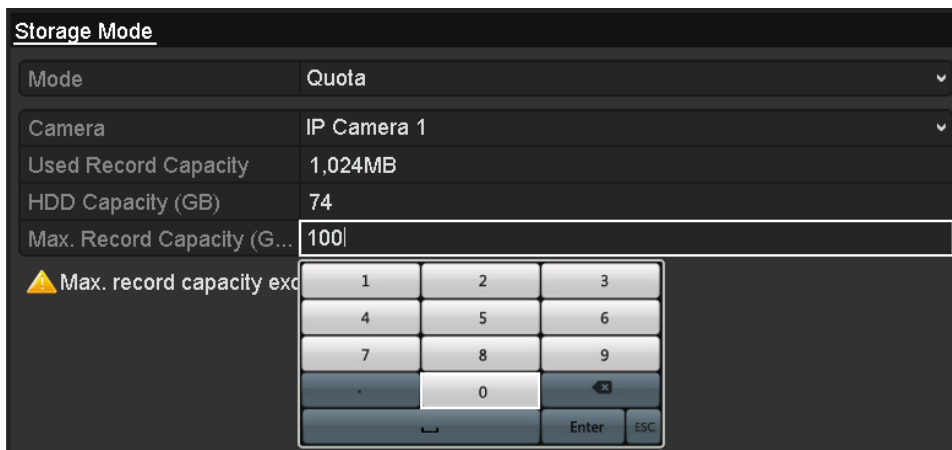 Storage Mode
Mode Quota
Camera IP Camera 1
Used Record Capacity 1,024MB
HDD Capacity (GB) 74
Max. Record Capacity (G... 100
Max. record capacity exc
1 2 3
4 5 6
7 8 9
. 0
Enter ESC